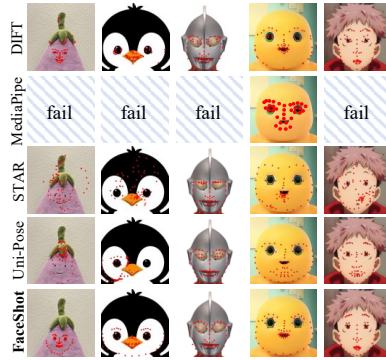 DIFT
MediaPipe
fail
fail
fail
fail
STAR
Uni-Pose
FaceShot